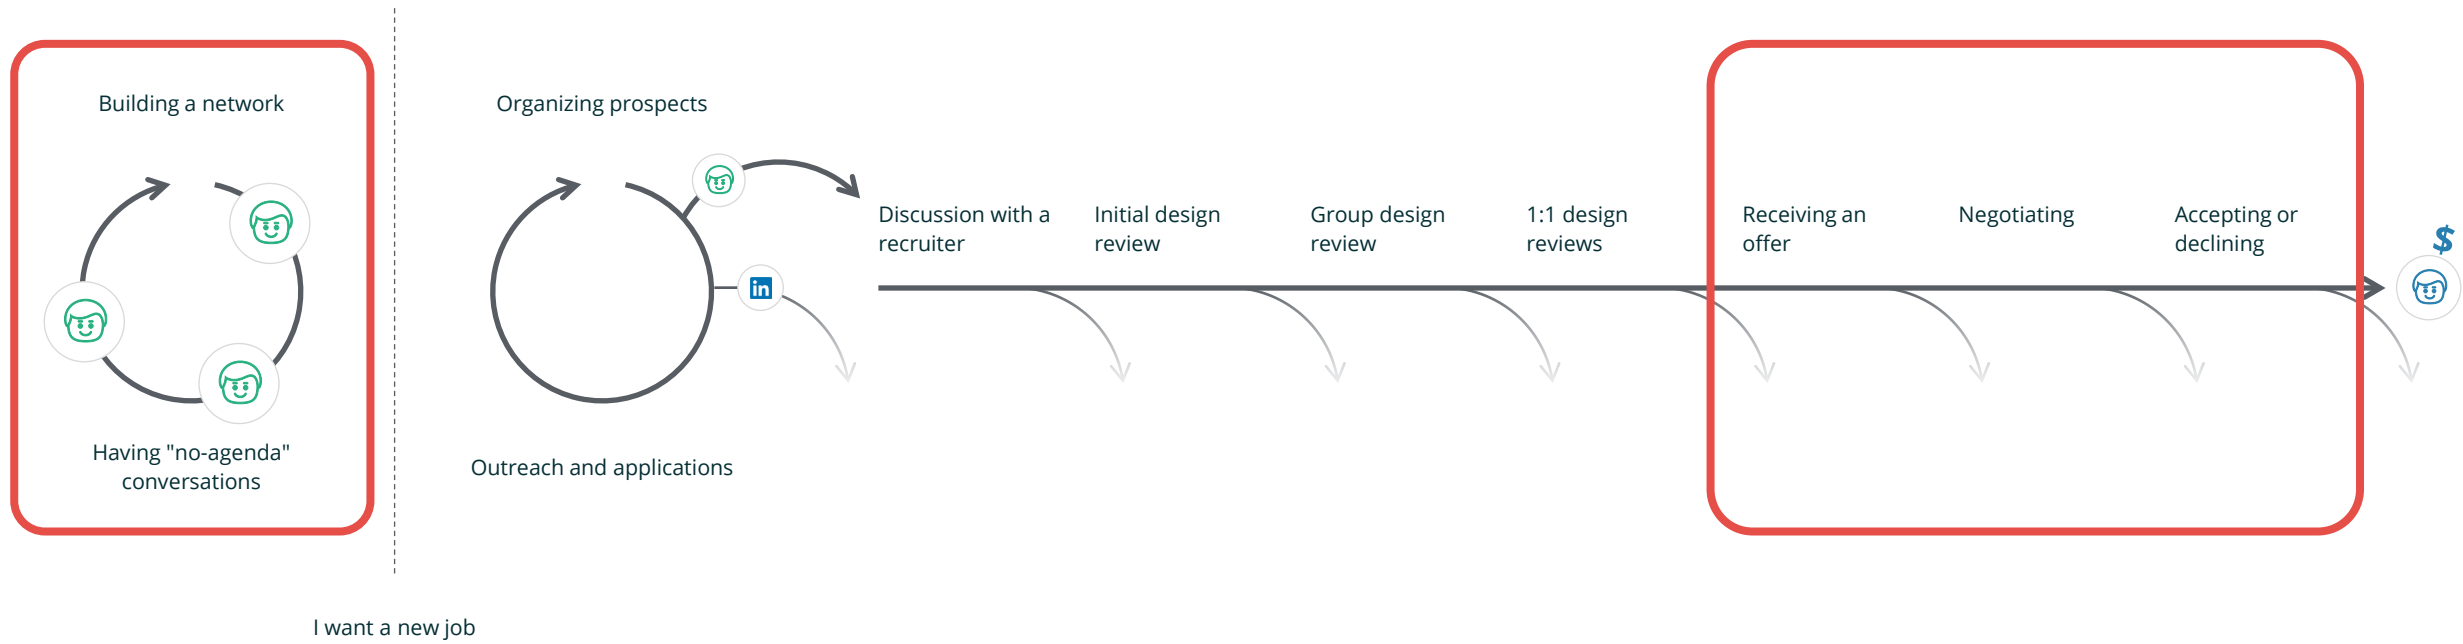 Building a network
Having "no-agenda"
conversations
I want a new job
Organizing prospects
Outreach and applications
in
Discussion with a
recruiter
Initial design
review
Group design
review
1:1 design
reviews
Receiving an
offer
Negotiating
Accepting or
declining
$